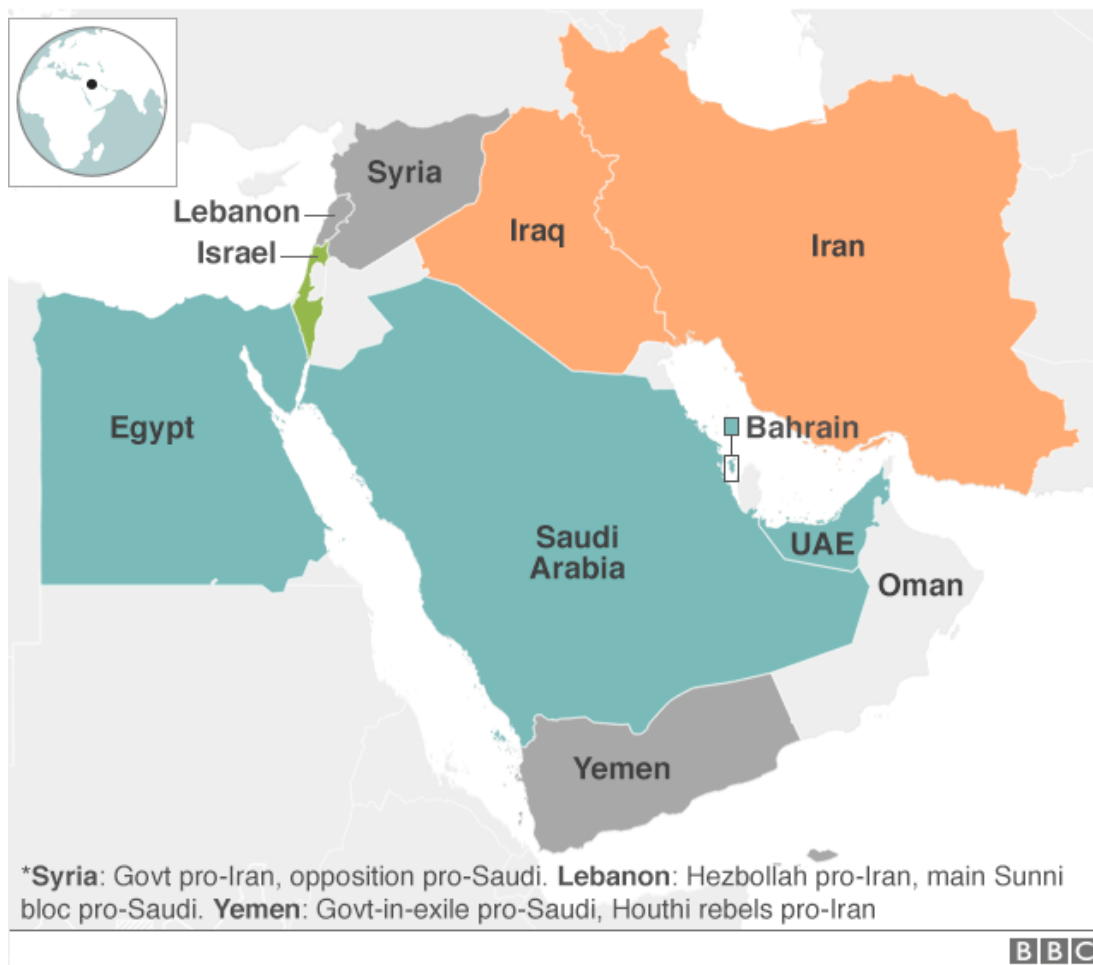 Syria
Lebanon
Israel
Iraq
Iran
Egypt
Bahrain
Saudi
Arabia
UAE
Oman
Yemen
*Syria: Govt pro-Iran, opposition pro-Saudi. Lebanon: Hezbollah pro-Iran, main Sunni
bloc pro-Saudi. Yemen: Govt-in-exile pro-Saudi, Houthi rebels pro-Iran
BBC